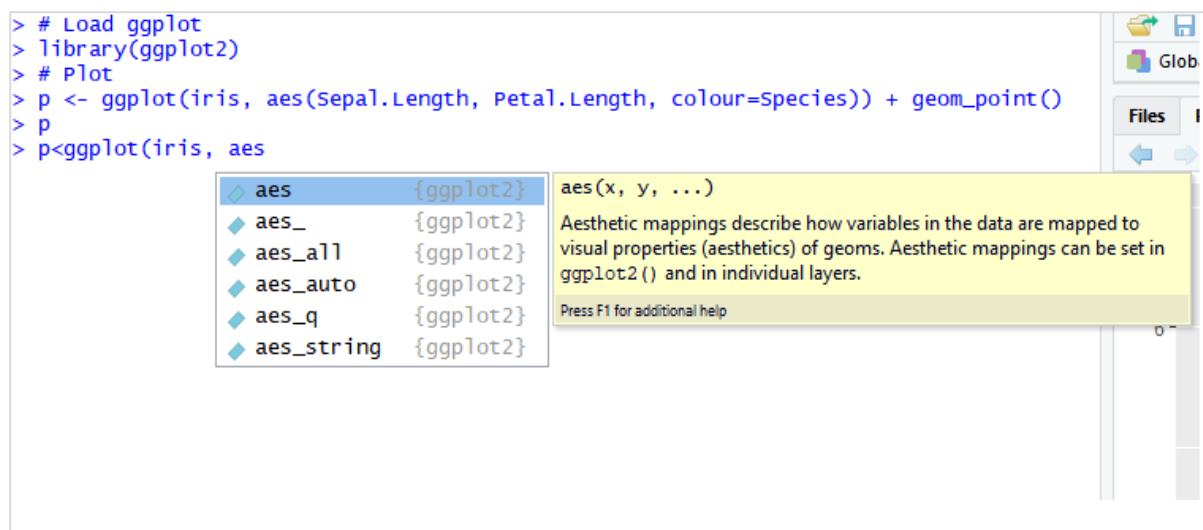 > # Load ggplot
> library(ggplot2)
> # Plot
> p <- ggplot(iris, aes(Sepal.Length, Petal.Length, colour=Species)) + geom_point()
> p
> p<ggplot(iris, aes
aes {ggplot2}
aes_ {ggplot2}
aes_all {ggplot2}
aes_auto {ggplot2}
aes_q {ggplot2}
aes_string {ggplot2}
aes(x, y, ...)
Aesthetic mappings describe how variables in the data are mapped to
visual properties (aesthetics) of geoms. Aesthetic mappings can be set in
ggplot2() and in individual layers.
Press F1 for additional help
Glob
Files